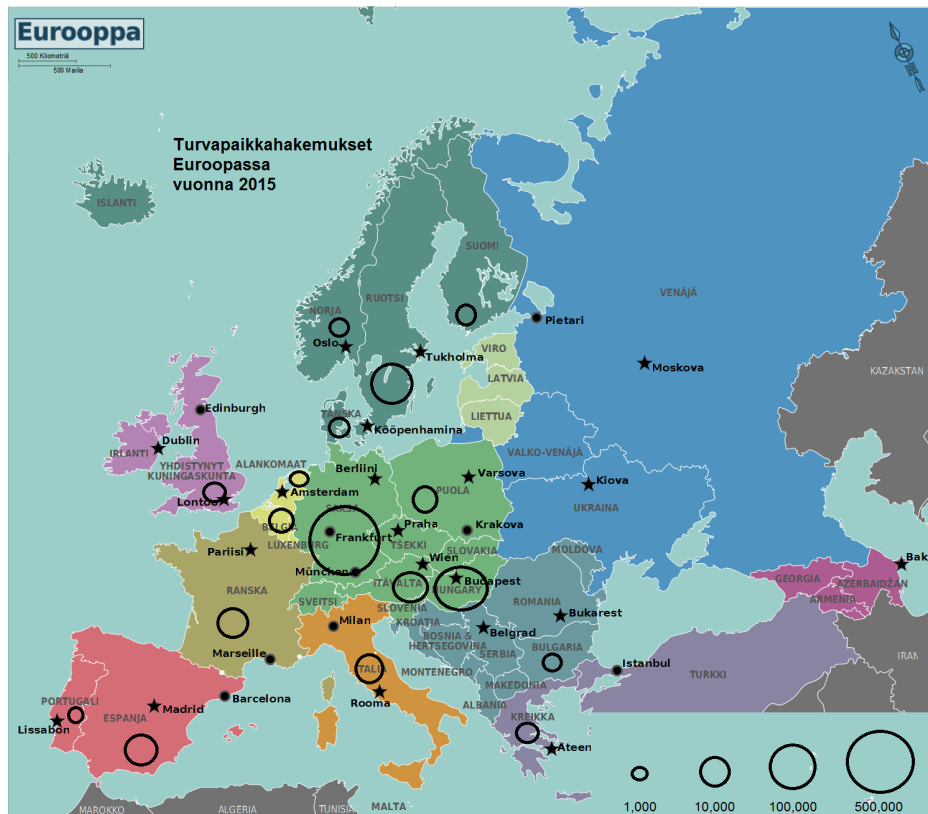 Eurooppa
500 Kilometriä
500 Mailia
Turvapaikkahakemukset
Euroopassa
vuonna 2015
ISLANTI
SUOMI
RUOTSI
NORJA
VENÄJÄ
Oslo
Pietari
Tukholma
VIRO
LATVIA
LIETTUA
Moskova
KAZAKSTAN
Edinburgh
TANSKA
Kööpenhamina
Dublin
IRLANTI
YHDISTYNYT
KUNINGASKUNTA
ALANKOMAAT
Berliini
Varsova
VALKO-VENÄJÄ
PUOLA
Kiova
Lontoo
Amsterdam
SAKSA
UKRAINA
BELGIA
Frankfurt
Praha
Krakova
LUXENBURG
TSEKKI
Pariisi
SLOVAKIA
MOLDOVA
München
Wien
ITÄVALTA
Budapest
HUNGARY
RANSKA
SVEITSI
SLOVENIA
ROMANIA
GEORGIA
AZERBAIDŽAN
Bak
ARMENIA
Milan
KROATIA
Bukarest
BOSNIA &
HERTSEGOVINA
Belgrad
SERBIA
BULGARIA
Marseille
ITALIA
MONTENEGRO
Istanbul
TURKKI
IRAN
MAKEDONIA
Barcelona
PORTUGALI
ESPANJA
Madrid
Rooma
ALBANIA
KREIKKA
Lissabon
Ateen
MAROKKO
ALGERIA
TUNISIA
MALTA
1,000
10,000
100,000
500,000